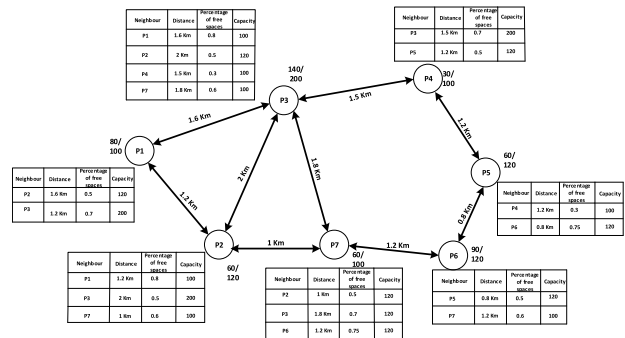 Neighbour Distance Percentage of free spaces Capacity
P1 1.6 Km 0.8 100
P2 2 Km 0.5 120
P4 1.5 Km 0.3 100
P7 1.8 Km 0.6 100
Neighbour Distance Percentage of free spaces Capacity
P3 1.5 Km 0.7 200
P5 1.2 Km 0.5 120
140/
200
P3
1.5 Km
P4
30/
100
1.6 Km
80/
100
P1
1.2 Km
2 Km
1.8 Km
1.2 Km
60/
120
P5
Neighbour Distance Percentage of free spaces Capacity
P2 1.6 Km 0.5 120
P3 1.2 Km 0.7 200
Neighbour Distance Percentage of free spaces Capacity
P4 1.2 Km 0.3 100
P6 0.8 Km 0.75 120
0.8 Km
P2
60/
120
1 Km
P7
60/
100
1.2 Km
P6
90/
120
Neighbour Distance Percentage of free spaces Capacity
P1 1.2 Km 0.8 100
P3 2 Km 0.5 200
P7 1 Km 0.6 100
Neighbour Distance Percentage of free spaces Capacity
P2 1 Km 0.5 120
P3 1.8 Km 0.7 120
P6 1.2 Km 0.75 120
Neighbour Distance Percentage of free spaces Capacity
P5 0.8 Km 0.5 120
P7 1.2 Km 0.6 100